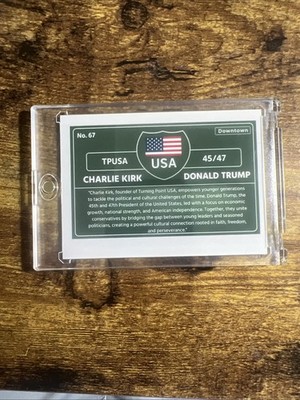 No. 67
Downtown
TPUSA
USA
45/47
CHARLIE KIRK
DONALD TRUMP
"Charlie Kirk, founder of Turning Point USA, empowers younger generations
to tackle the political and cultural challenges of the time. Donald Trump, the
45th and 47th President of the United States, led with a focus on economic
growth, national strength, and American independence. Together, they unite
conservatives by bridging the gap between young leaders and seasoned
politicians, creating a powerful cultural connection rooted in faith, freedom,
and perseverance."